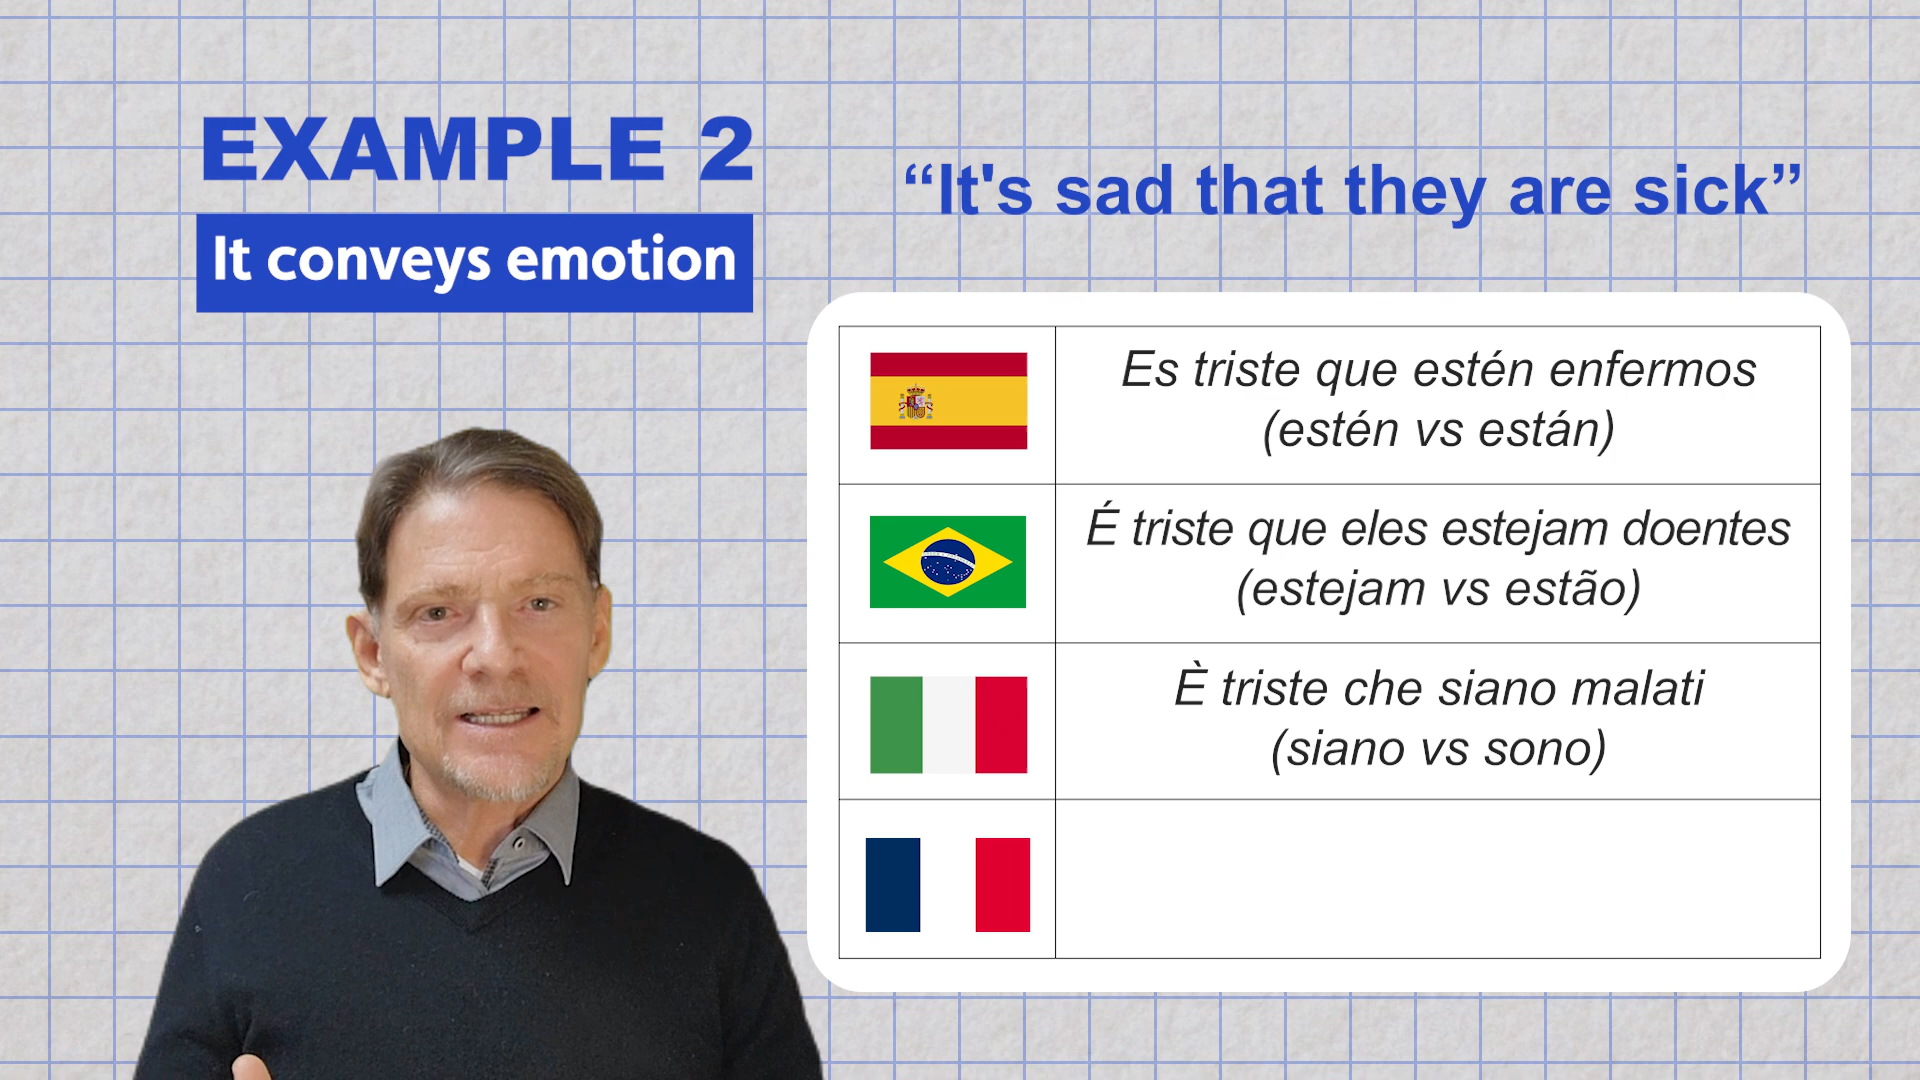 EXAMPLE 2
It conveys emotion
“It's sad that they are sick”
Es triste que estén enfermos
(estén vs están)
É triste que eles estejam doentes
(estejam vs estão)
È triste che siano malati
(siano vs sono)